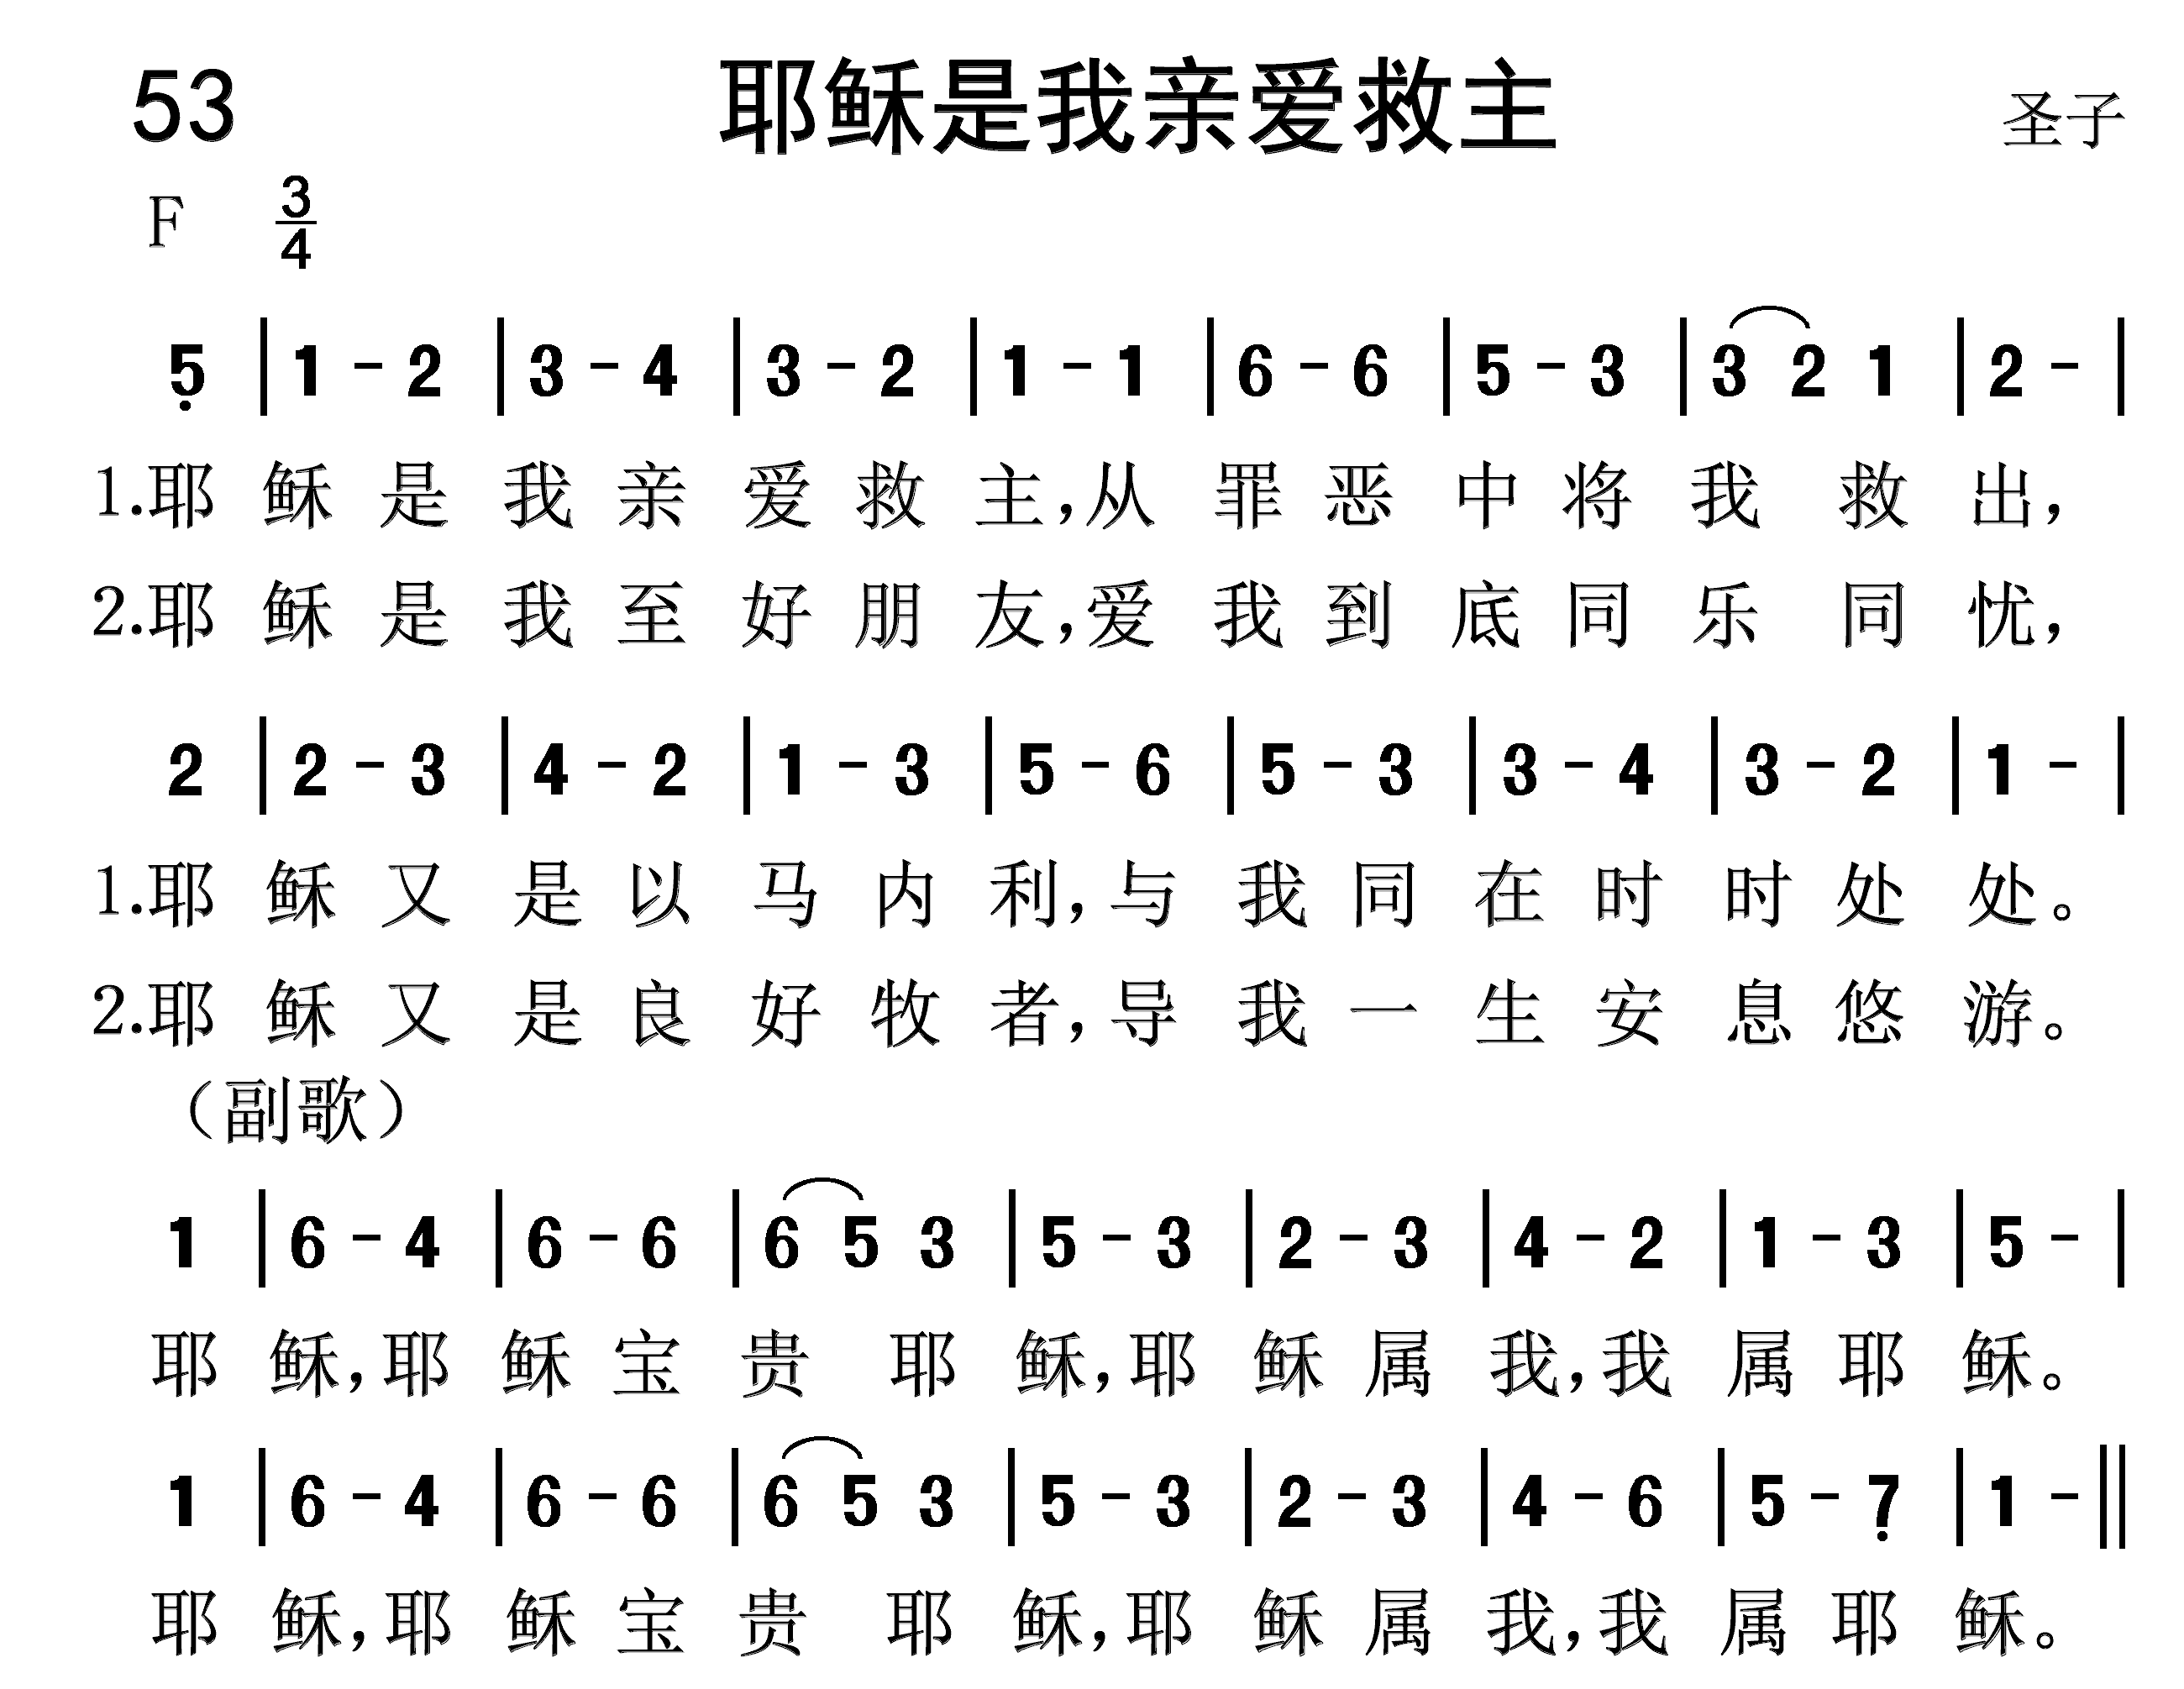 53 耶稣是我亲爱救主 圣子
F 3/4
5̣ | 1 - 2 | 3 - 4 | 3 - 2 | 1 - 1 | 6 - 6 | 5 - 3 | 3 2 1 | 2 - |
1.耶稣是我亲爱救主，从罪恶中将我救出，
2.耶稣是我至好朋友，爱我到底同乐同忧，
2 | 2 - 3 | 4 - 2 | 1 - 3 | 5 - 6 | 5 - 3 | 3 - 4 | 3 - 2 | 1 - |
1.耶稣又是以马内利，与我同在时时处处。
2.耶稣又是良好牧者，导我一生安息悠游。
（副歌）
1 | 6 - 4 | 6 - 6 | 6 5 3 | 5 - 3 | 2 - 3 | 4 - 2 | 1 - 3 | 5 - |
耶稣，耶稣宝贵耶稣，耶稣属我，我属耶稣。
1 | 6 - 4 | 6 - 6 | 6 5 3 | 5 - 3 | 2 - 3 | 4 - 6 | 5 - 7̣ | 1 - ‖
耶稣，耶稣宝贵耶稣，耶稣属我，我属耶稣。